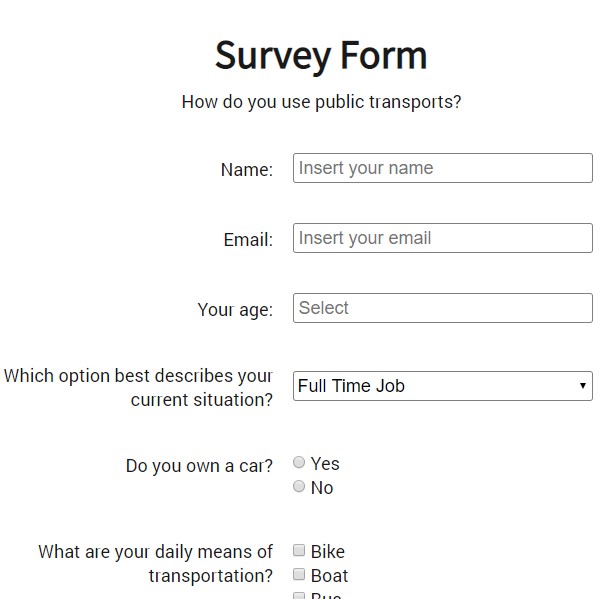 Survey Form
How do you use public transports?
Name: Insert your name
Email: Insert your email
Your age: Select
Which option best describes your
current situation?
Full Time Job
Do you own a car?
Yes
No
What are your daily means of
transportation?
Bike
Boat